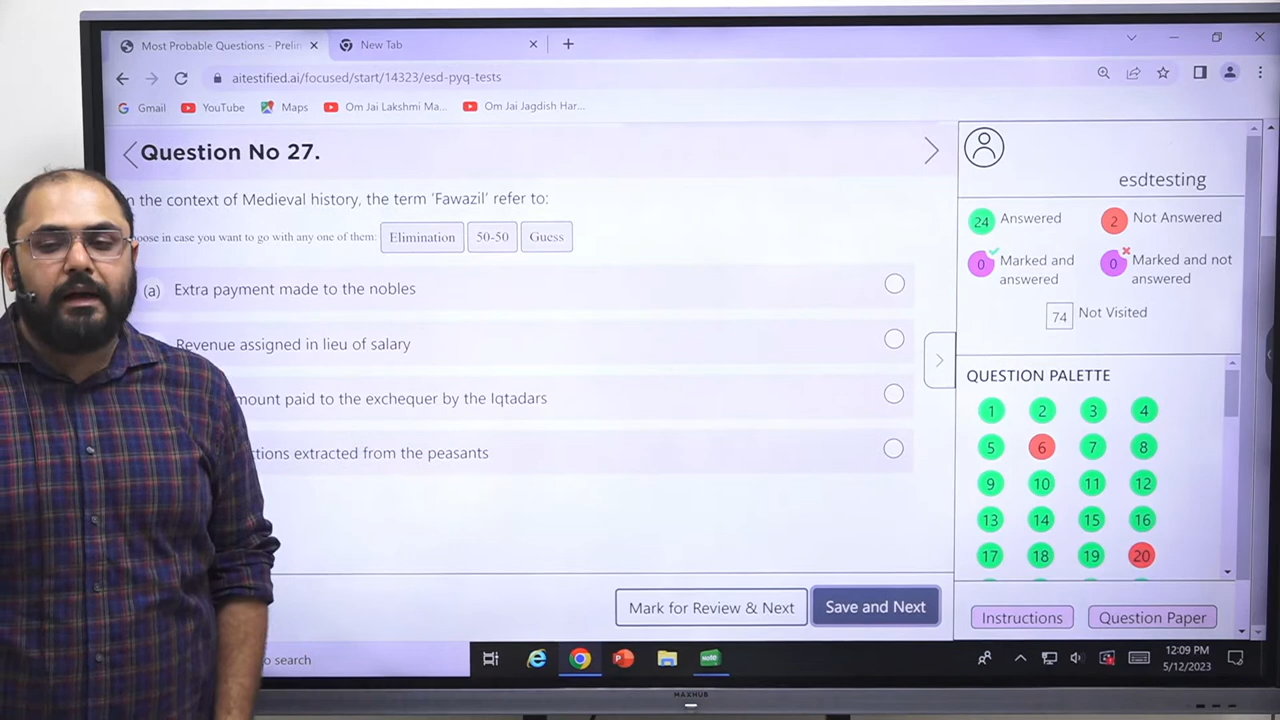 Most Probable Questions - Prelin
New Tab
aitestified.ai/focused/start/14323/esd-pyq-tests
Gmail
YouTube
Maps
Om Jai Lakshmi Ma...
Om Jai Jagdish Har...
Question No 27.
n the context of Medieval history, the term ‘Fawazil’ refer to:
oose in case you want to go with any one of them:
Elimination
50-50
Guess
(a) Extra payment made to the nobles
Revenue assigned in lieu of salary
mount paid to the exchequer by the Iqtadars
tions extracted from the peasants
Mark for Review & Next
Save and Next
esdtesting
24 Answered
2 Not Answered
0 Marked and answered
0 Marked and not answered
74 Not Visited
QUESTION PALETTE
1 2 3 4
5 6 7 8
9 10 11 12
13 14 15 16
17 18 19 20
Instructions
Question Paper
o search
12:09 PM
5/12/2023
MAXHUB